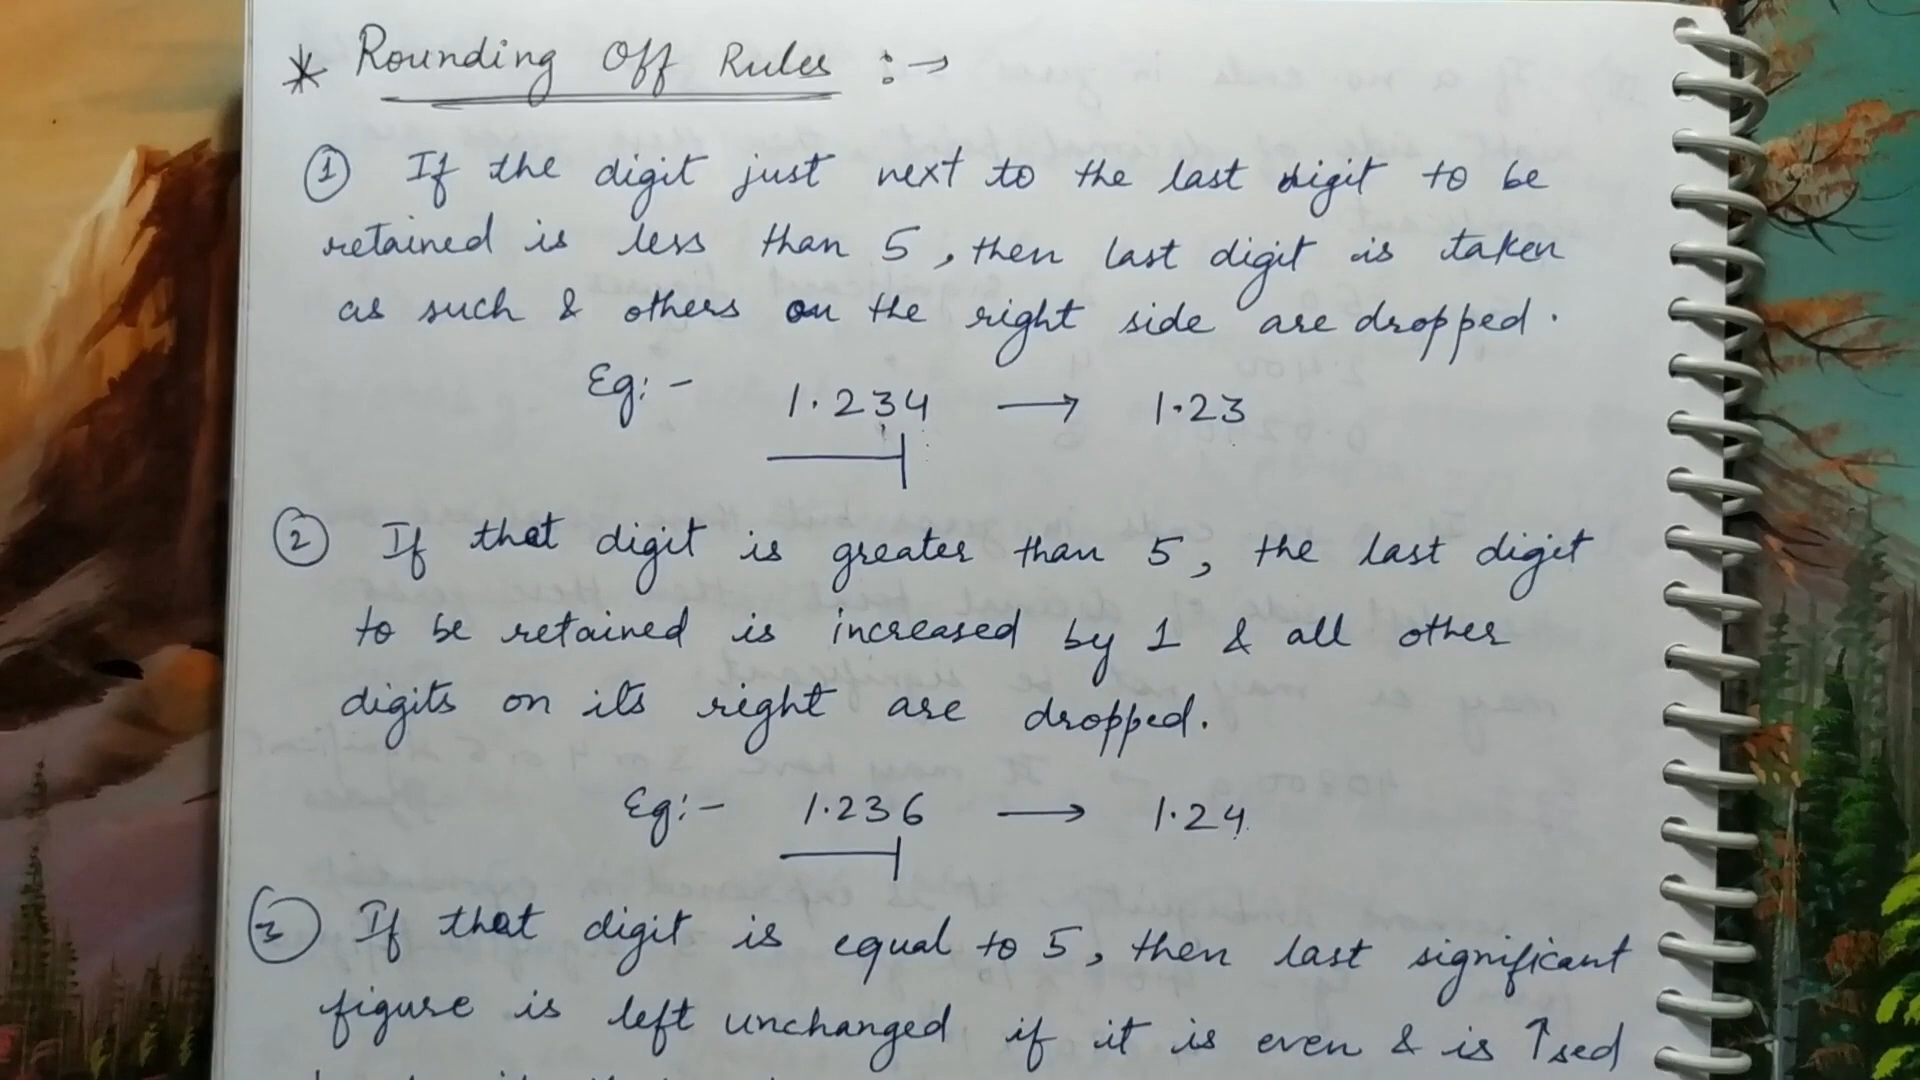 * Rounding Off Rules :→
① If the digit just next to the last digit to be
retained is less than 5, then last digit is taken
as such & others on the right side are dropped.
Eg:- 1.234 → 1.23
② If that digit is greater than 5, the last digit
to be retained is increased by 1 & all other
digits on its right are dropped.
Eg:- 1.236 → 1.24
③ If that digit is equal to 5, then last significant
figure is left unchanged if it is even & is ↑sed